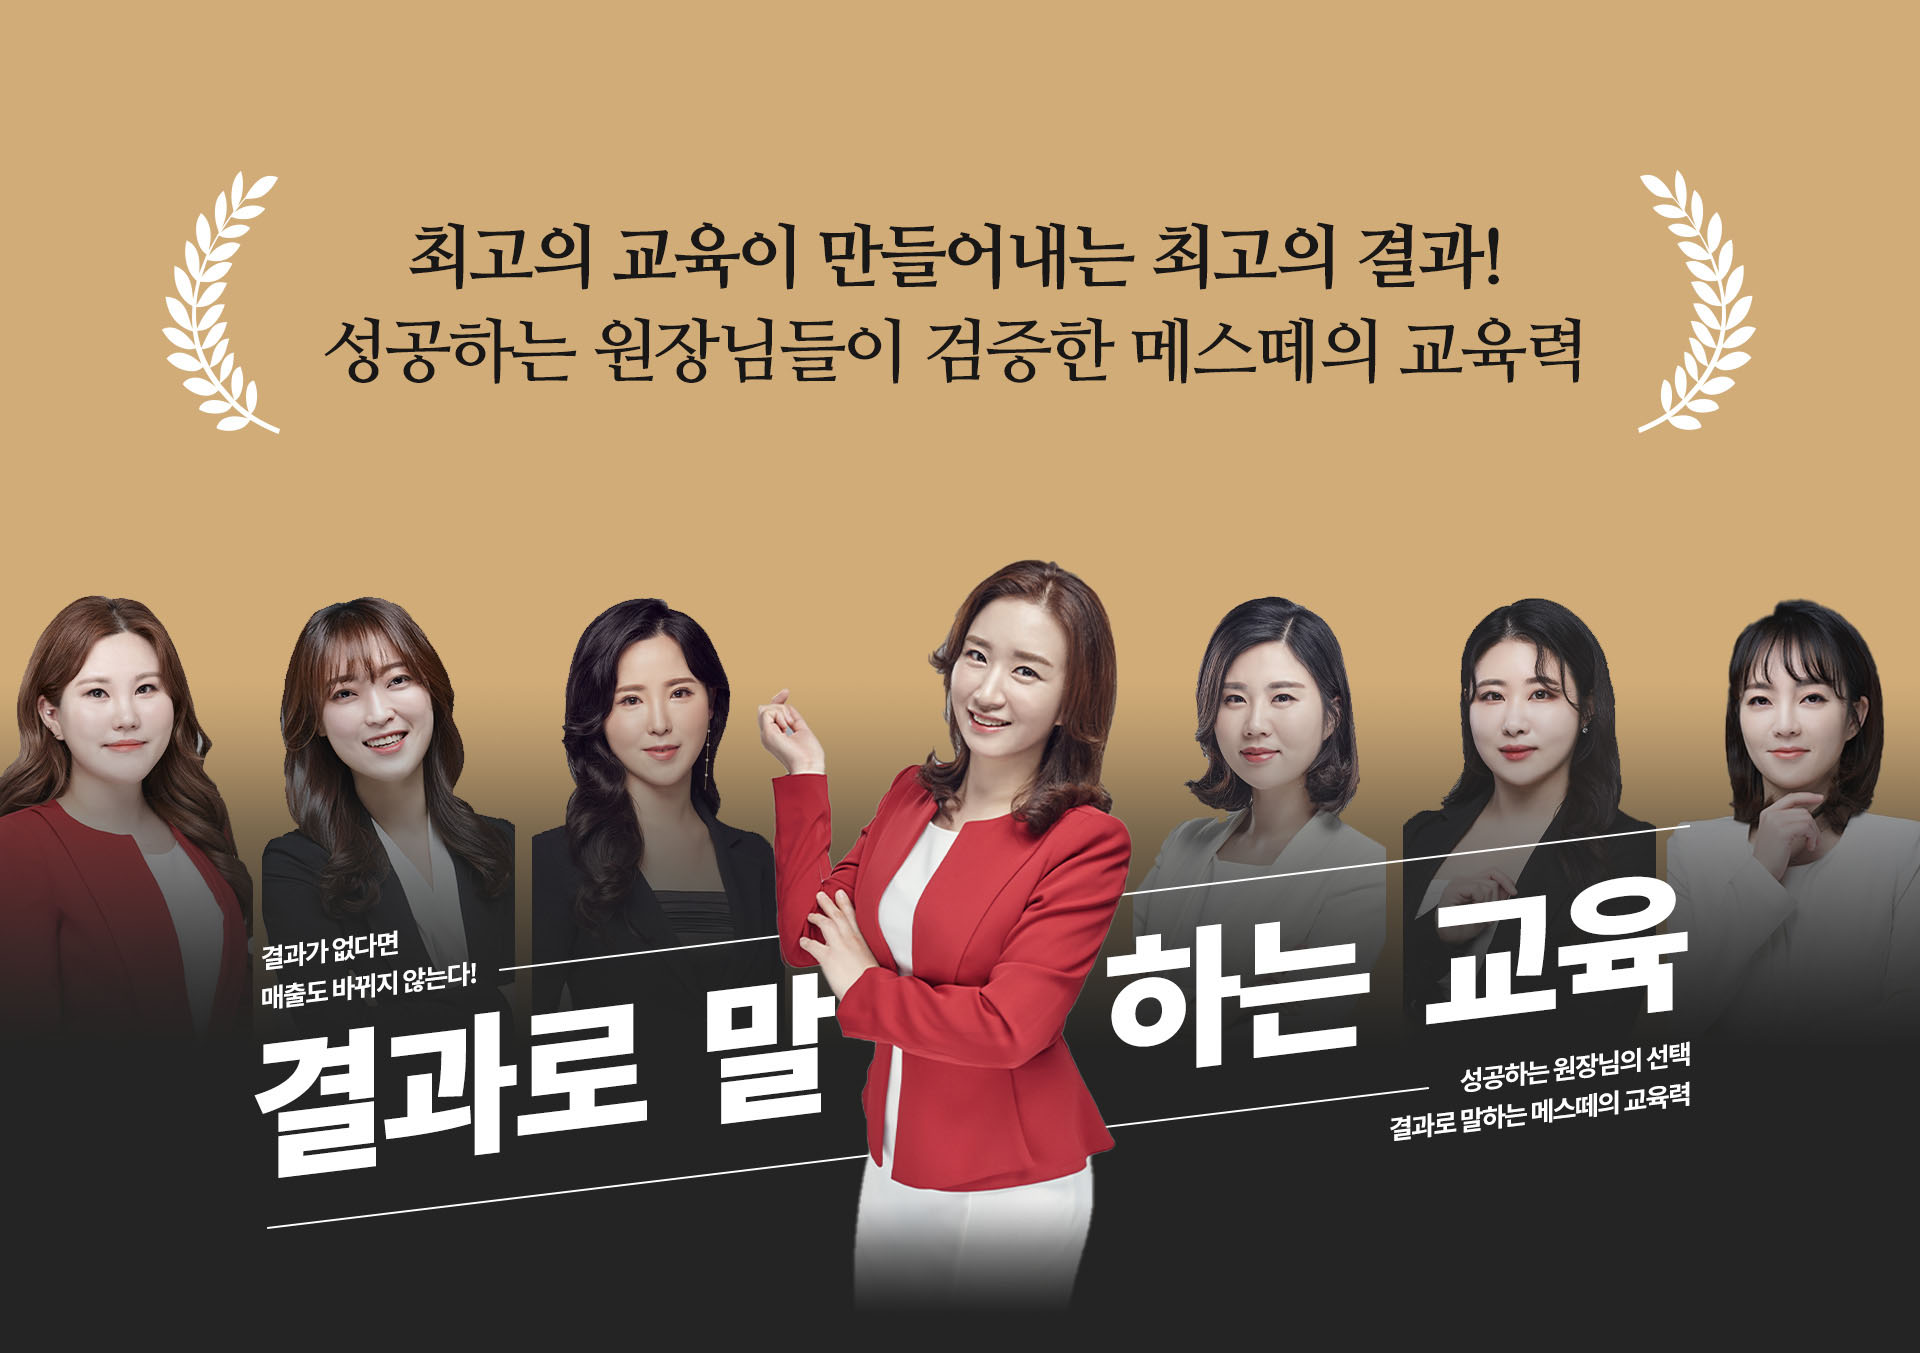 최고의 교육이 만들어내는 최고의 결과!
성공하는 원장님들이 검증한 메스떼의 교육력
결과가 없다면
매출도 바뀌지 않는다!
결과로 말하는 교육
성공하는 원장님의 선택
결과로 말하는 메스떼의 교육력